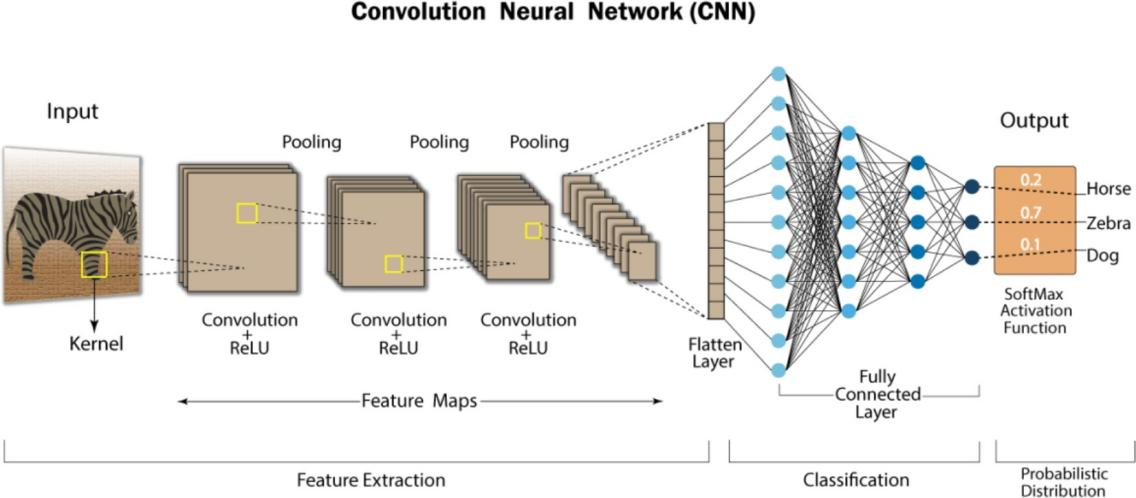 Convolution Neural Network (CNN)
Input
Kernel
Pooling
Pooling
Pooling
Convolution
+
ReLU
Convolution
+
ReLU
Convolution
+
ReLU
Feature Maps
Flatten
Layer
Fully
Connected
Layer
Output
0.2
Horse
0.7
Zebra
0.1
Dog
SoftMax
Activation
Function
Feature Extraction
Classification
Probabilistic
Distribution